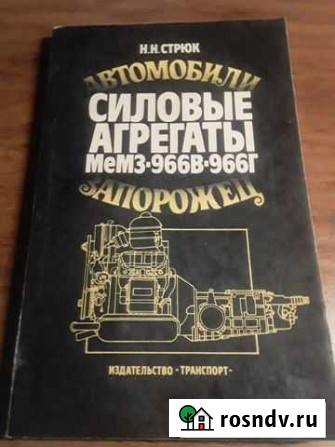 Н.Н.СТРЮК
АВТОМОБИЛИ
СИЛОВЫЕ
АГРЕГАТЫ
МеМЗ-966В-966Г
ЗАПОРОЖЕЦ
ИЗДАТЕЛЬСТВО -ТРАНСПОРТ-
rosndv.ru